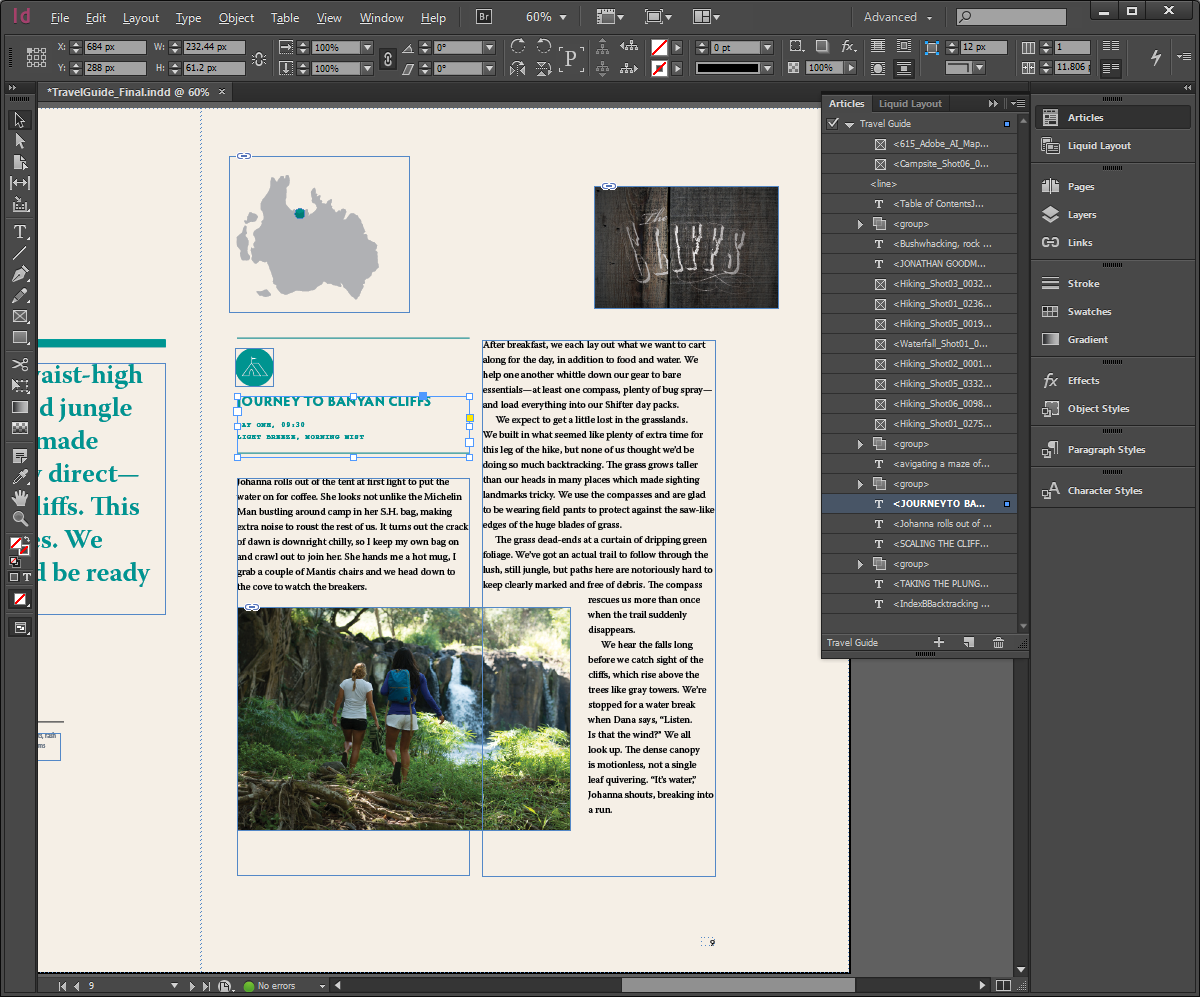 Id File Edit Layout Type Object Table View Window Help Br 60% Advanced
X: 684 px W: 232.44 px 100% 0° 0 pt fx. 12 px 1
Y: 288 px H: 61.2 px 100% 0° P 100% 11.806
*TravelGuide_Final.indd @ 60% ×
vaist-high
d jungle
made
direct—
liffs. This
es. We
d be ready
The
JOURNEY TO BANYAN CLIFFS
AY ONE, 09:30
LIGHT BREEZE, MORNING MIST
Johanna rolls out of the tent at first light to put the
water on for coffee. She looks not unlike the Michelin
Man bustling around camp in her S.H. bag, making
extra noise to roust the rest of us. It turns out the crack
of dawn is downright chilly, so I keep my own bag on
and crawl out to join her. She hands me a hot mug, I
grab a couple of Mantis chairs and we head down to
the cove to watch the breakers.
After breakfast, we each lay out what we want to cart
along for the day, in addition to food and water. We
help one another whittle down our gear to bare
essentials—at least one compass, plenty of bug spray—
and load everything into our Shifter day packs.
We expect to get a little lost in the grasslands.
We built in what seemed like plenty of extra time for
this leg of the hike, but none of us thought we'd be
doing so much backtracking. The grass grows taller
than our heads in many places which made sighting
landmarks tricky. We use the compasses and are glad
to be wearing field pants to protect against the saw-like
edges of the huge blades of grass.
The grass dead-ends at a curtain of dripping green
foliage. We've got an actual trail to follow through the
lush, still jungle, but paths here are notoriously hard to
keep clearly marked and free of debris. The compass
rescues us more than once
when the trail suddenly
disappears.
We hear the falls long
before we catch sight of the
cliffs, which rise above the
trees like gray towers. We're
stopped for a water break
when Dana says, “Listen.
Is that the wind?” We all
look up. The dense canopy
is motionless, not a single
leaf quivering. “It's water,”
Johanna shouts, breaking into
a run.
9
Articles Liquid Layout
Travel Guide
<615_Adobe_AI_Map...
<Campsite_Shot06_0...
<line>
T <Table of ContentsJ...
<group>
T <Bushwhacking, rock ...
T <JONATHAN GOODM...
<Hiking_Shot03_0032...
<Hiking_Shot01_0236...
<Hiking_Shot05_0019...
<Waterfall_Shot01_0...
<Hiking_Shot02_0001...
<Hiking_Shot05_0332...
<Hiking_Shot06_0098...
<Hiking_Shot01_0275...
<group>
T <avigating a maze of...
<group>
T <JOURNEYTO BA...
T <Johanna rolls out of ...
T <SCALING THE CLIFF...
<group>
T <TAKING THE PLUNG...
T <IndexBBacktracking ...
Travel Guide
Articles
Liquid Layout
Pages
Layers
Links
Stroke
Swatches
Gradient
fx Effects
Object Styles
Paragraph Styles
Character Styles
9 No errors